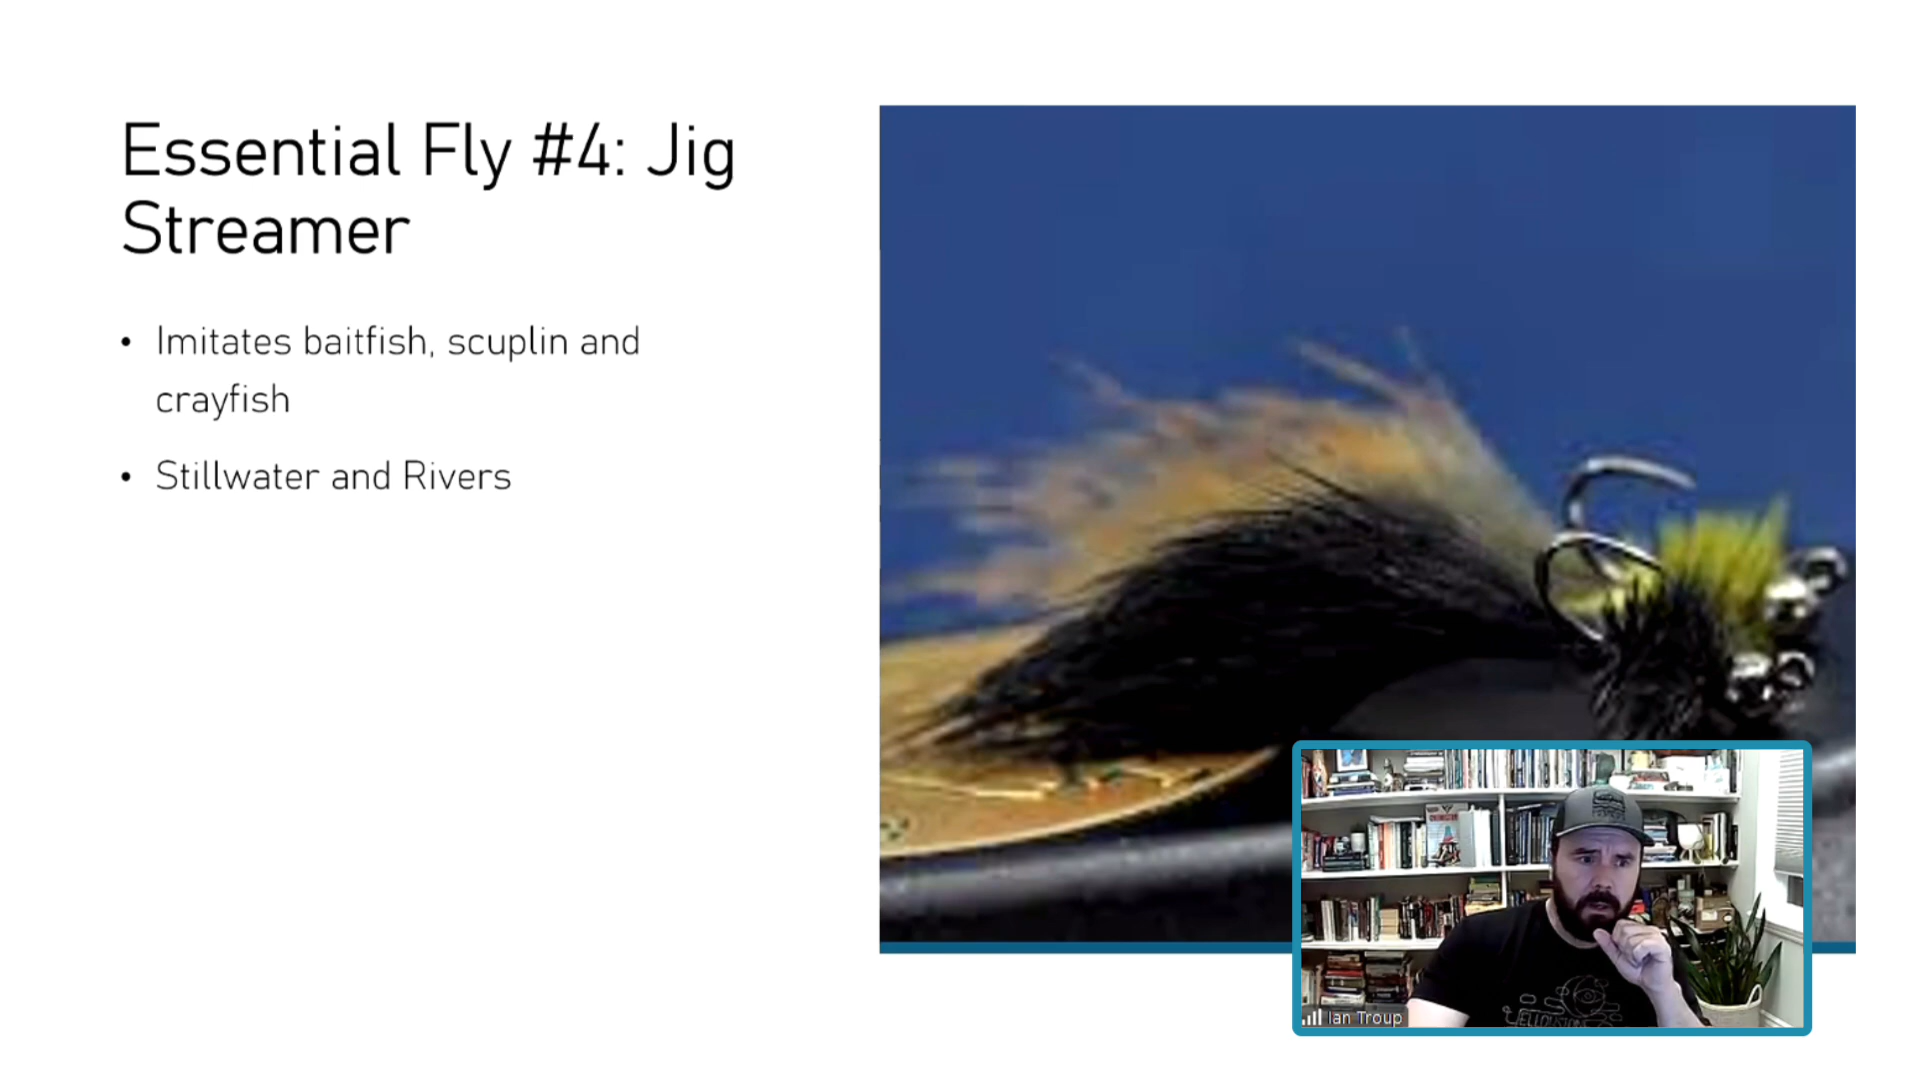 Essential Fly #4: Jig
Streamer
• Imitates baitfish, scuplin and
crayfish
• Stillwater and Rivers
Ian Troup